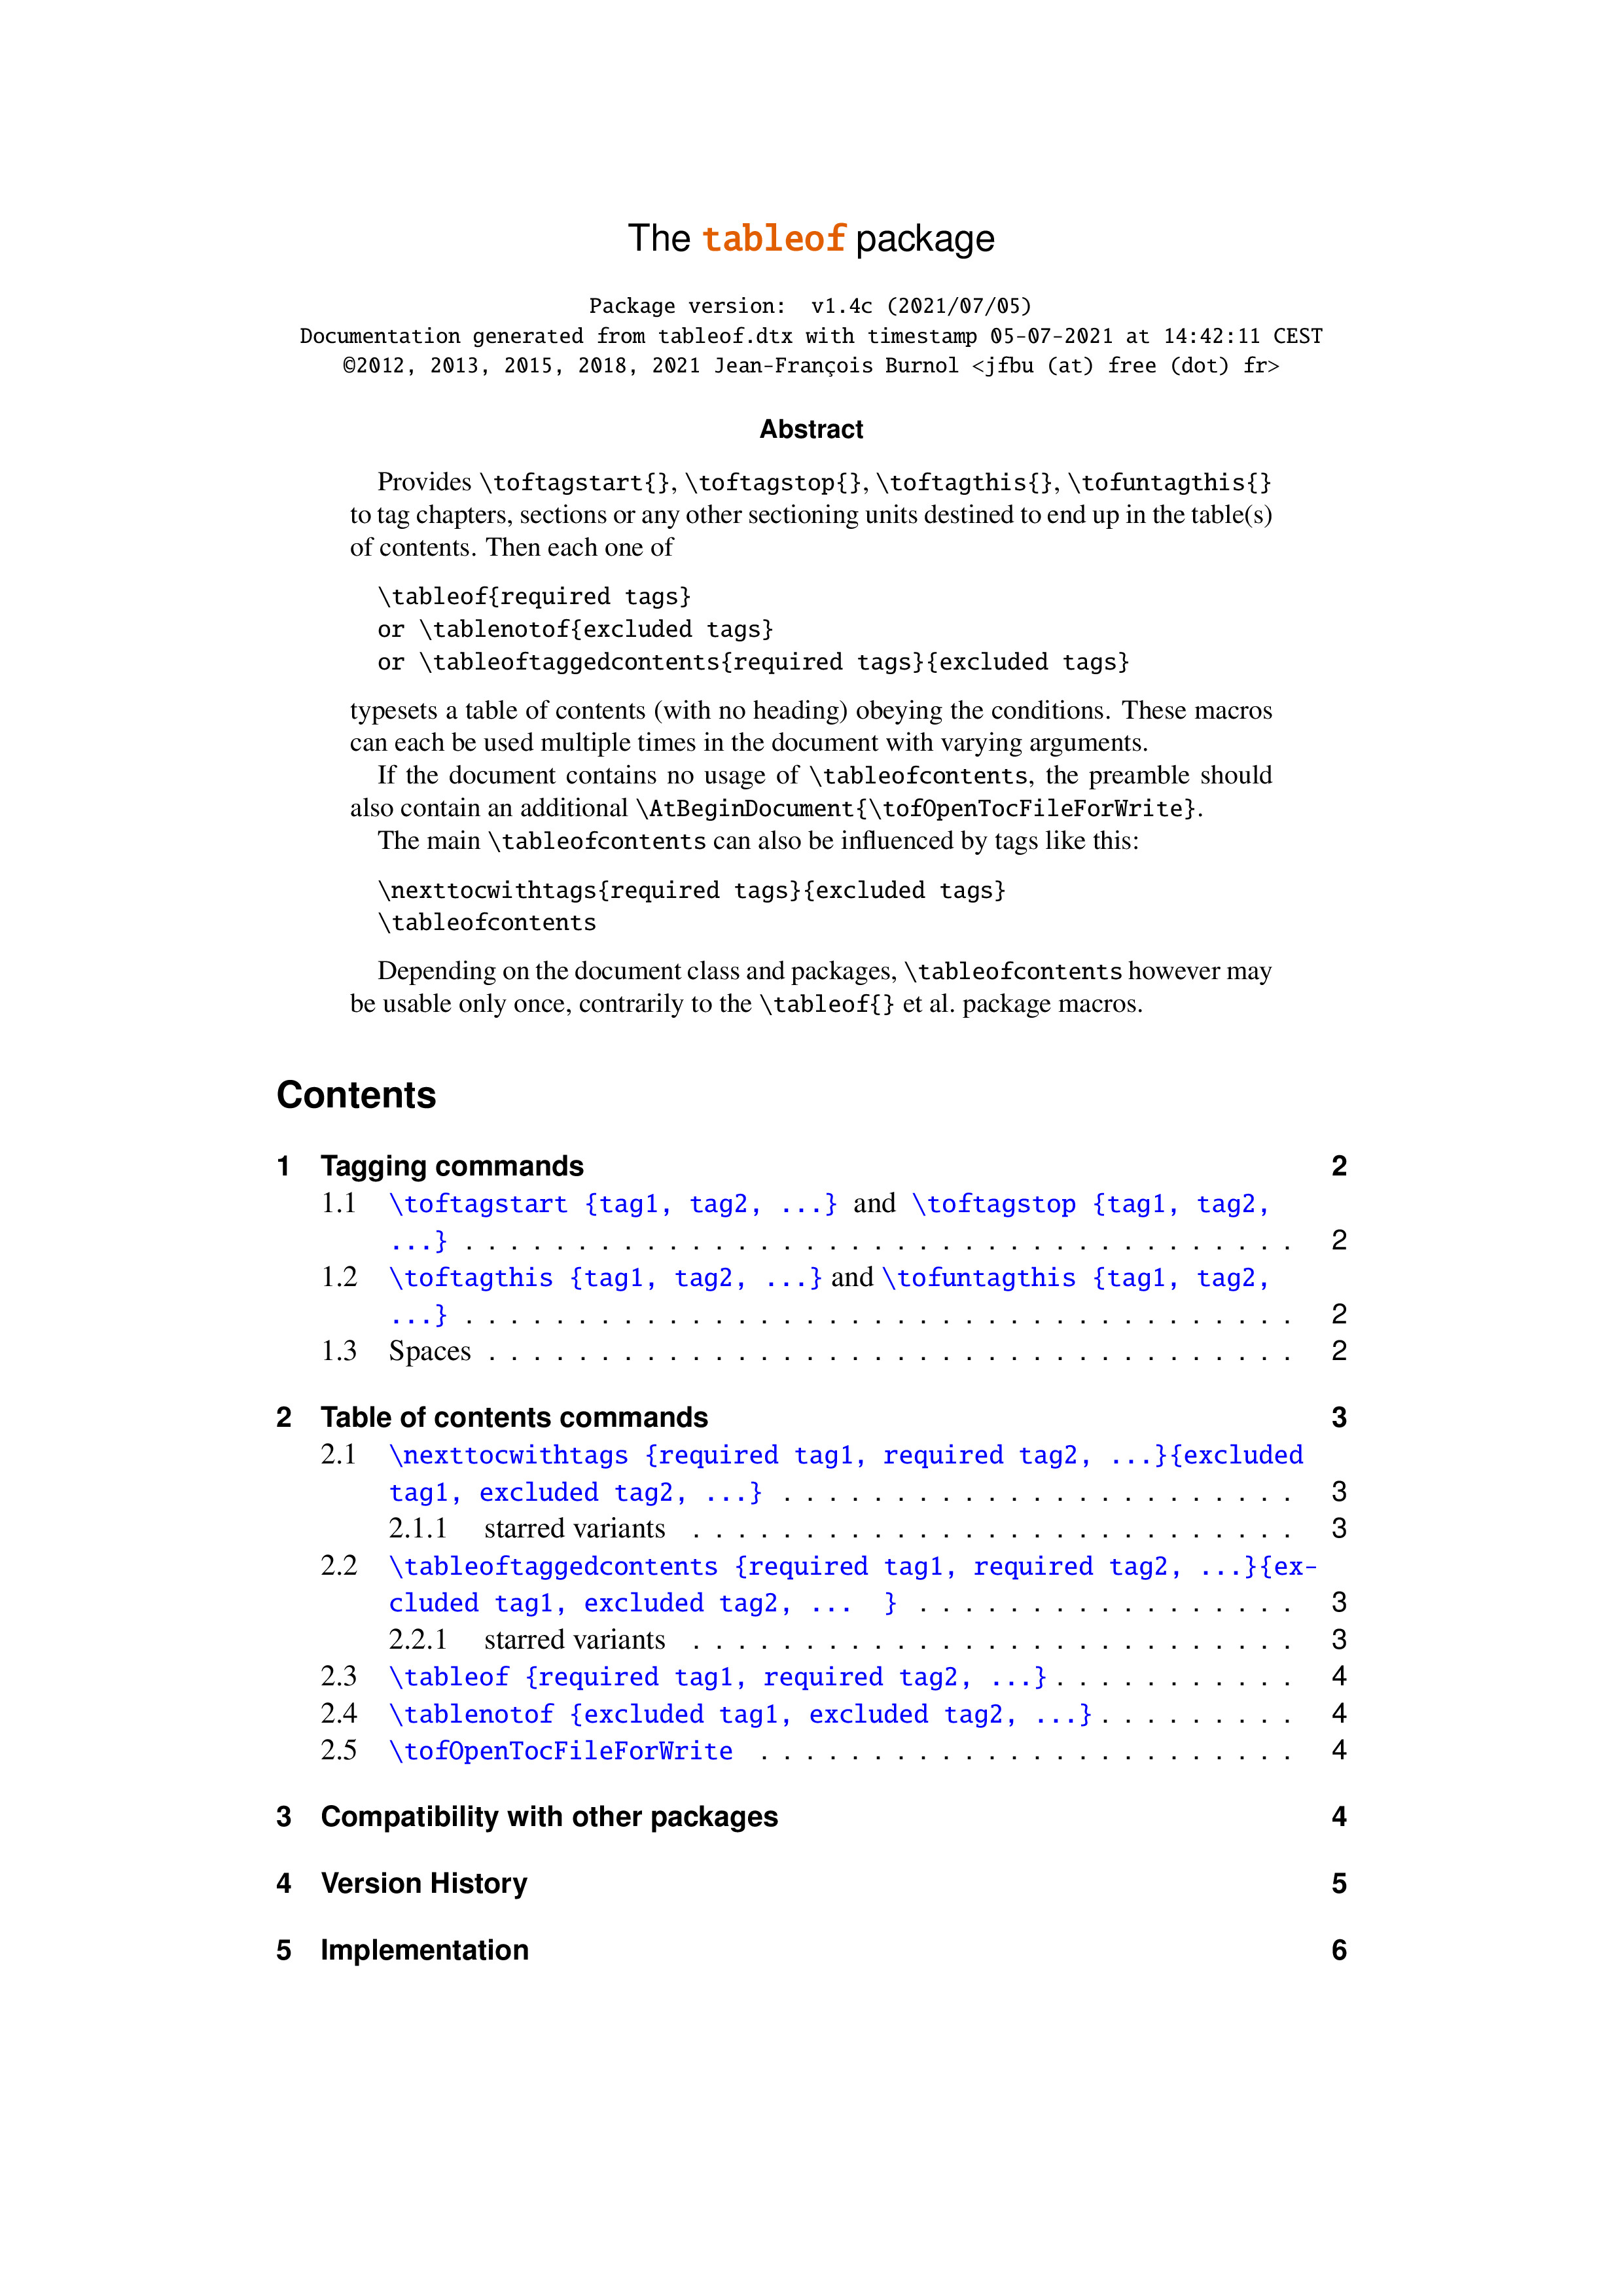 The tableof package
Package version: v1.4c (2021/07/05)
Documentation generated from tableof.dtx with timestamp 05-07-2021 at 14:42:11 CEST
©2012, 2013, 2015, 2018, 2021 Jean-François Burnol <jfbu (at) free (dot) fr>
Abstract
Provides \toftagstart{}, \toftagstop{}, \toftagthis{}, \tofuntagthis{}
to tag chapters, sections or any other sectioning units destined to end up in the table(s)
of contents. Then each one of
\tableof{required tags}
or \tablenotof{excluded tags}
or \tableoftaggedcontents{required tags}{excluded tags}
typesets a table of contents (with no heading) obeying the conditions. These macros
can each be used multiple times in the document with varying arguments.
If the document contains no usage of \tableofcontents, the preamble should
also contain an additional \AtBeginDocument{\tofOpenTocFileForWrite}.
The main \tableofcontents can also be influenced by tags like this:
\nexttocwithtags{required tags}{excluded tags}
\tableofcontents
Depending on the document class and packages, \tableofcontents however may
be usable only once, contrarily to the \tableof{} et al. package macros.
Contents
1 Tagging commands 2
1.1 \toftagstart {tag1, tag2, ...} and \toftagstop {tag1, tag2,
...} . . . . . . . . . . . . . . . . . . . . . . . . . . . . . . . . . . . . . 2
1.2 \toftagthis {tag1, tag2, ...} and \tofuntagthis {tag1, tag2,
...} . . . . . . . . . . . . . . . . . . . . . . . . . . . . . . . . . . . . . 2
1.3 Spaces . . . . . . . . . . . . . . . . . . . . . . . . . . . . . . . . . . . . 2
2 Table of contents commands 3
2.1 \nexttocwithtags {required tag1, required tag2, ...}{excluded
tag1, excluded tag2, ...} . . . . . . . . . . . . . . . . . . . . . . . 3
2.1.1 starred variants . . . . . . . . . . . . . . . . . . . . . . . . . . . 3
2.2 \tableoftaggedcontents {required tag1, required tag2, ...}{ex-
cluded tag1, excluded tag2, ... } . . . . . . . . . . . . . . . . . 3
2.2.1 starred variants . . . . . . . . . . . . . . . . . . . . . . . . . . . 3
2.3 \tableof {required tag1, required tag2, ...} . . . . . . . . . . . 4
2.4 \tablenotof {excluded tag1, excluded tag2, ...} . . . . . . . . . 4
2.5 \tofOpenTocFileForWrite . . . . . . . . . . . . . . . . . . . . . . . . 4
3 Compatibility with other packages 4
4 Version History 5
5 Implementation 6